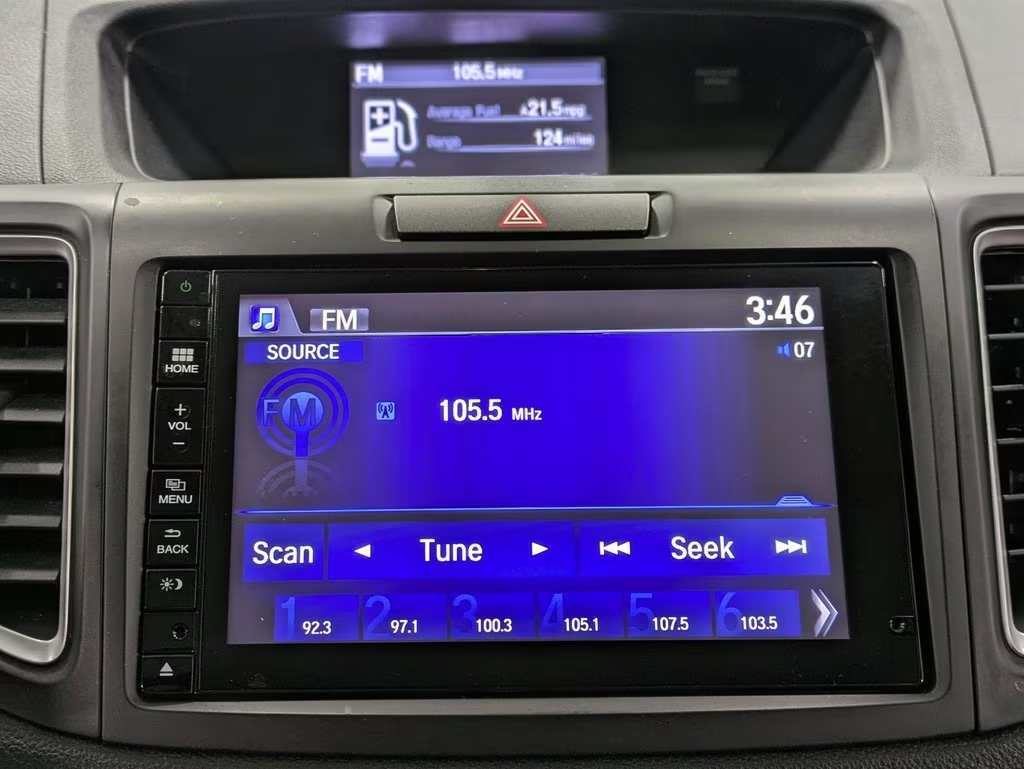 FM 105.5 MHz
Average Fuel 21.5 mpg
Range 124 miles
FM 3:46
SOURCE 07
FM 105.5 MHz
HOME
+
VOL
−
MENU
BACK
Scan Tune Seek
1 92.3 2 97.1 3 100.3 4 105.1 5 107.5 6 103.5